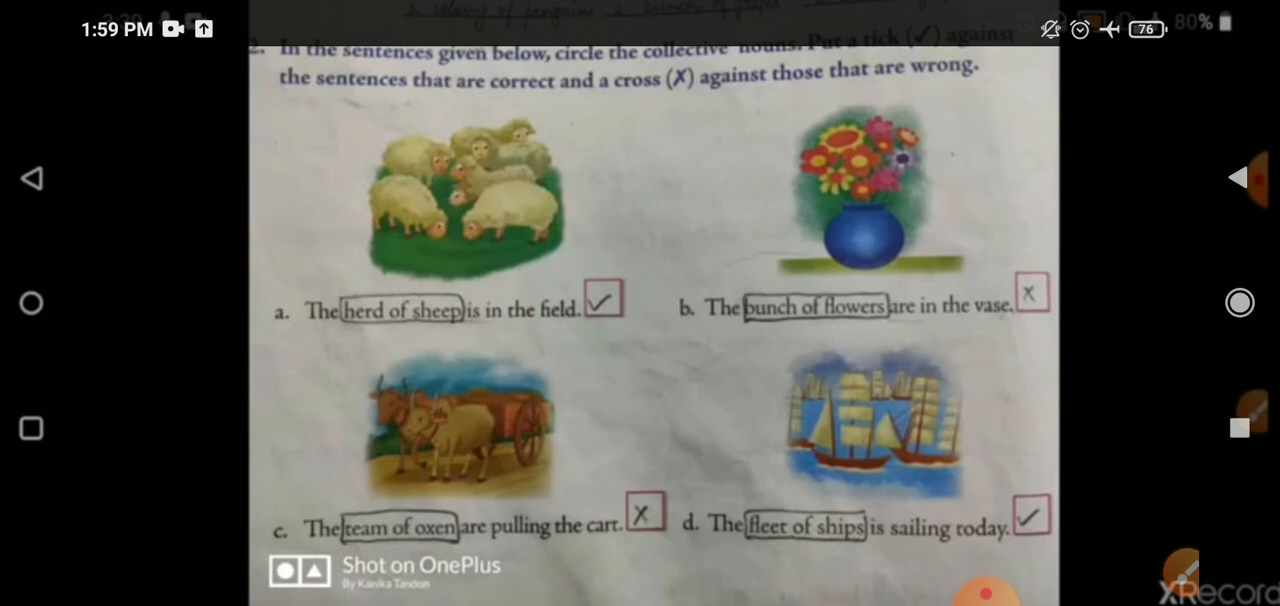 1:59 PM
76
80%
2. In the sentences given below, circle the collective nouns. Put a tick (✓) against
the sentences that are correct and a cross (✗) against those that are wrong.
a. The herd of sheep is in the field. ✓
b. The bunch of flowers are in the vase. ✗
c. The team of oxen are pulling the cart. ✗
d. The fleet of ships is sailing today. ✓
Shot on OnePlus
By Kanika Tandon
XRecord